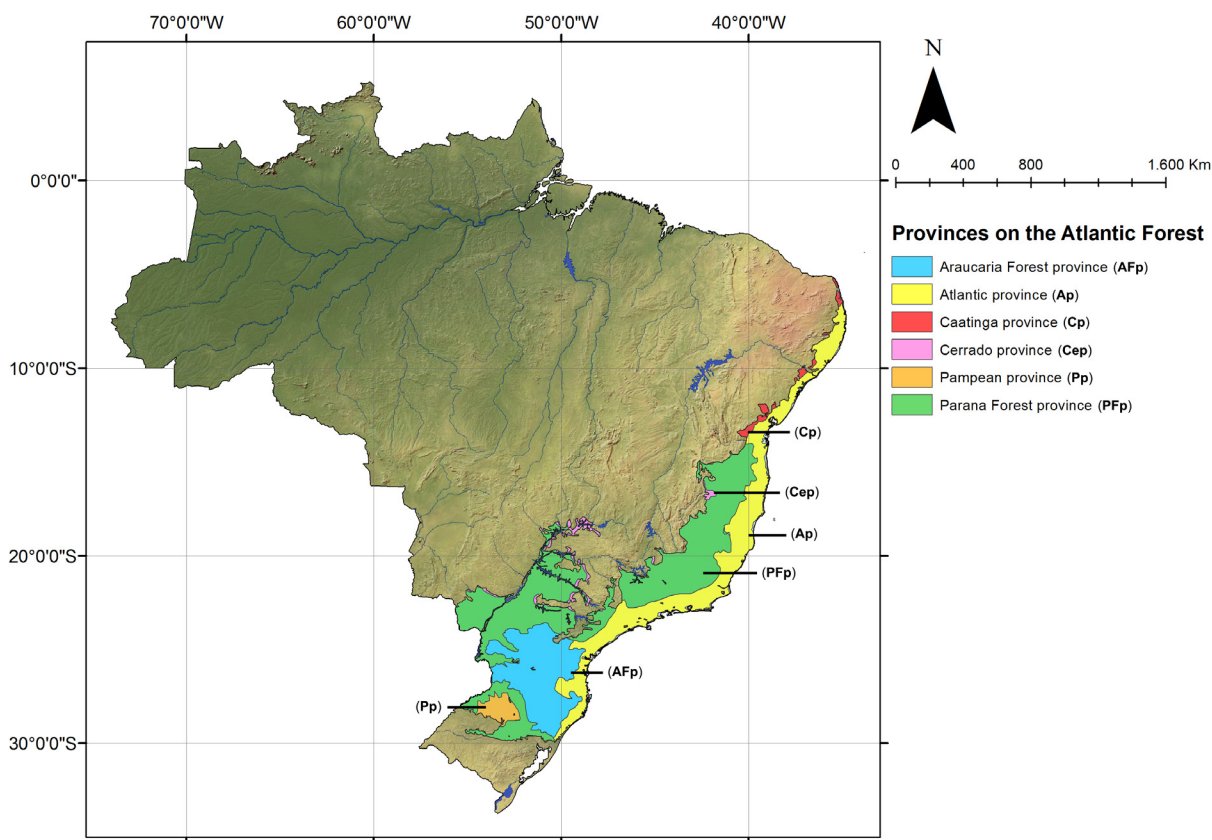 70°0'0"W 60°0'0"W 50°0'0"W 40°0'0"W
N
0 400 800 1.600 Km
0°0'0"
Provinces on the Atlantic Forest
Araucaria Forest province (AFp)
Atlantic province (Ap)
Caatinga province (Cp)
Cerrado province (Cep)
Pampean province (Pp)
Parana Forest province (PFp)
10°0'0"S
(Cp)
(Cep)
(Ap)
20°0'0"S
(PFp)
(AFp)
(Pp)
30°0'0"S